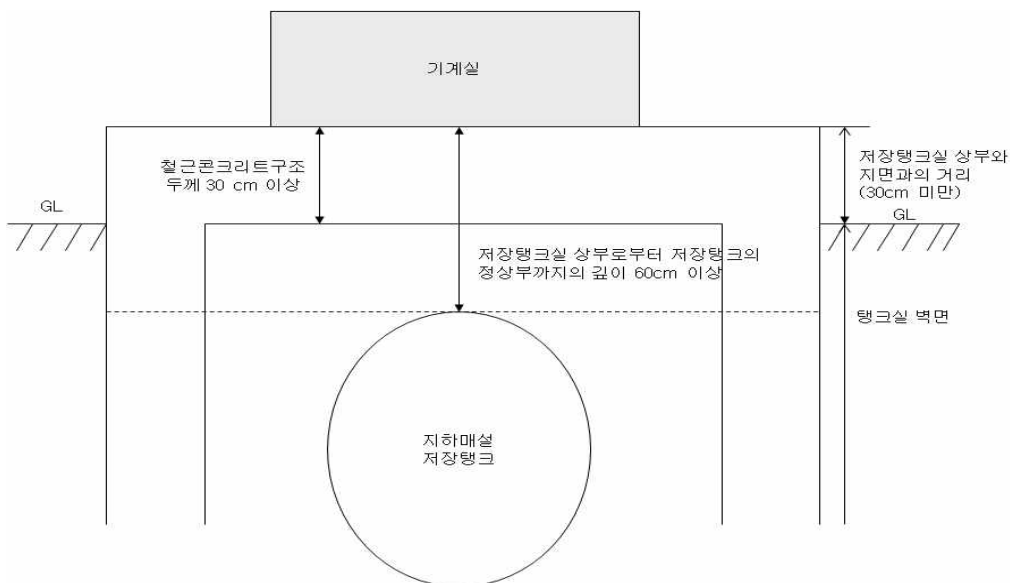 기계실
철근콘크리트구조
두께 30 cm 이상
저장탱크실 상부와
지면과의 거리
(30cm 미만)
GL
GL
저장탱크실 상부로부터 저장탱크의
정상부까지의 깊이 60cm 이상
탱크실 벽면
지하매설
저장탱크